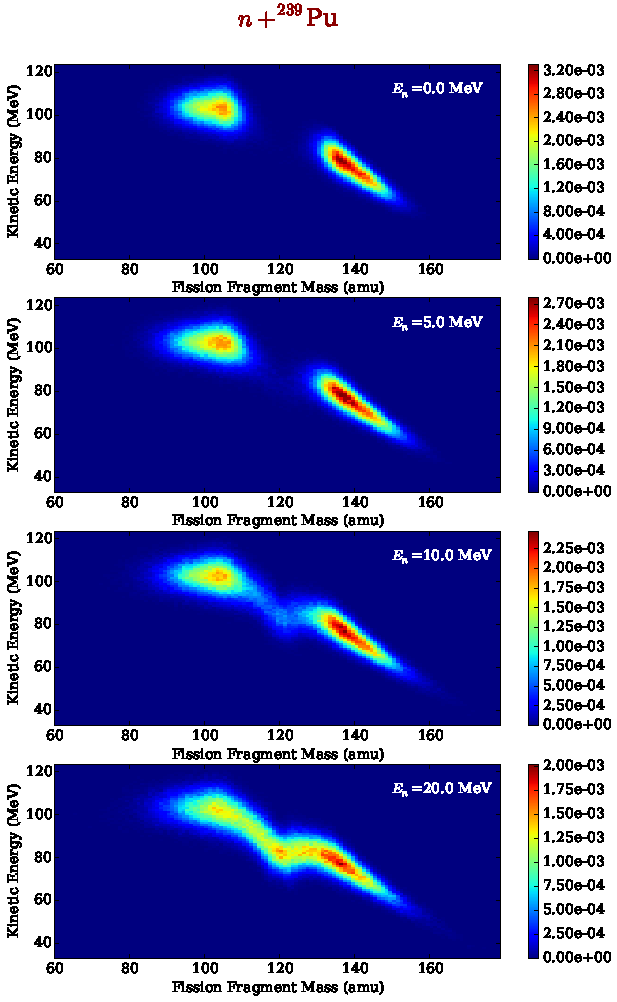 n + ²³⁹Pu
120
100
80
60
40
Kinetic Energy (MeV)
Eₙ=0.0 MeV
60 80 100 120 140 160
Fission Fragment Mass (amu)
3.20e-03
2.80e-03
2.40e-03
2.00e-03
1.60e-03
1.20e-03
8.00e-04
4.00e-04
0.00e+00
120
100
80
60
40
Kinetic Energy (MeV)
Eₙ=5.0 MeV
60 80 100 120 140 160
Fission Fragment Mass (amu)
2.70e-03
2.40e-03
2.10e-03
1.80e-03
1.50e-03
1.20e-03
9.00e-04
6.00e-04
3.00e-04
0.00e+00
120
100
80
60
40
Kinetic Energy (MeV)
Eₙ=10.0 MeV
60 80 100 120 140 160
Fission Fragment Mass (amu)
2.25e-03
2.00e-03
1.75e-03
1.50e-03
1.25e-03
1.00e-03
7.50e-04
5.00e-04
2.50e-04
0.00e+00
120
100
80
60
40
Kinetic Energy (MeV)
Eₙ=20.0 MeV
60 80 100 120 140 160
Fission Fragment Mass (amu)
2.00e-03
1.75e-03
1.50e-03
1.25e-03
1.00e-03
7.50e-04
5.00e-04
2.50e-04
0.00e+00